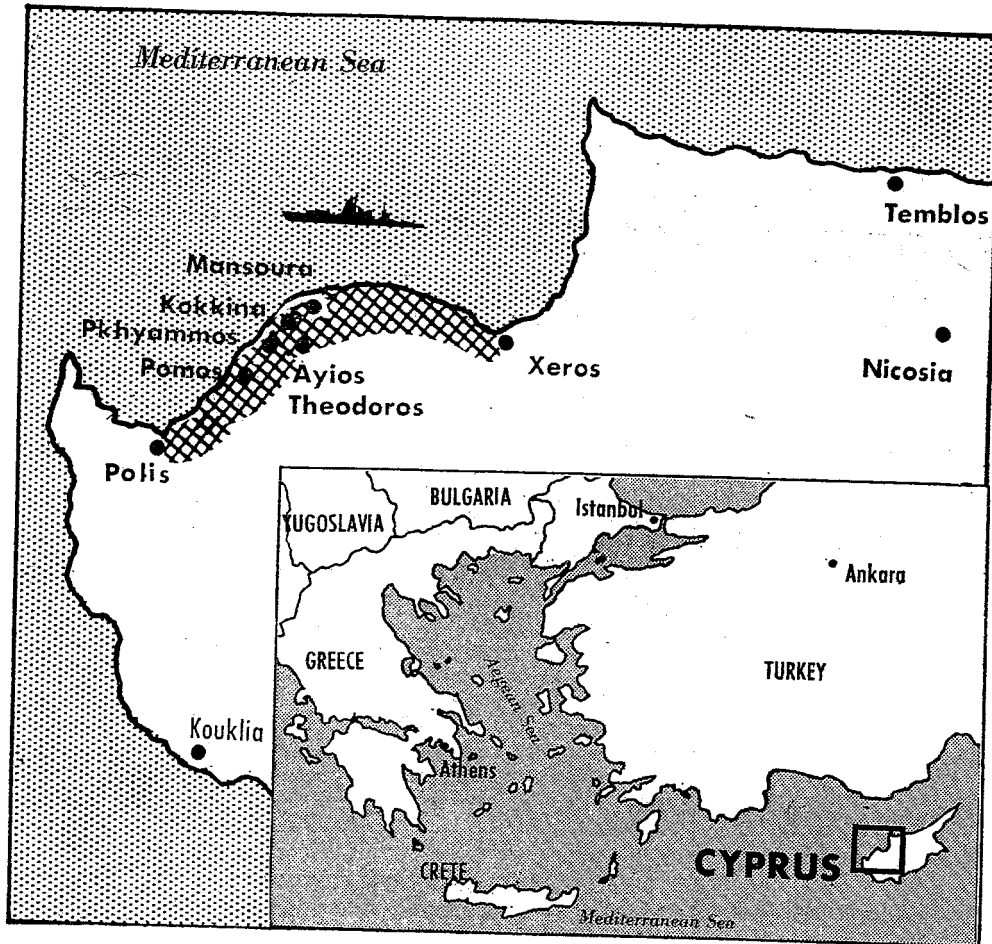 Mediterranean Sea
Temblos
Mansoura
Kokkina
Pkhyammos
Pomos
Ayios
Theodoros
Xeros
Nicosia
Polis
Kouklia
BULGARIA
Istanbul
YUGOSLAVIA
Ankara
GREECE
Aegean Sea
TURKEY
Athens
CYPRUS
CRETE
Mediterranean Sea